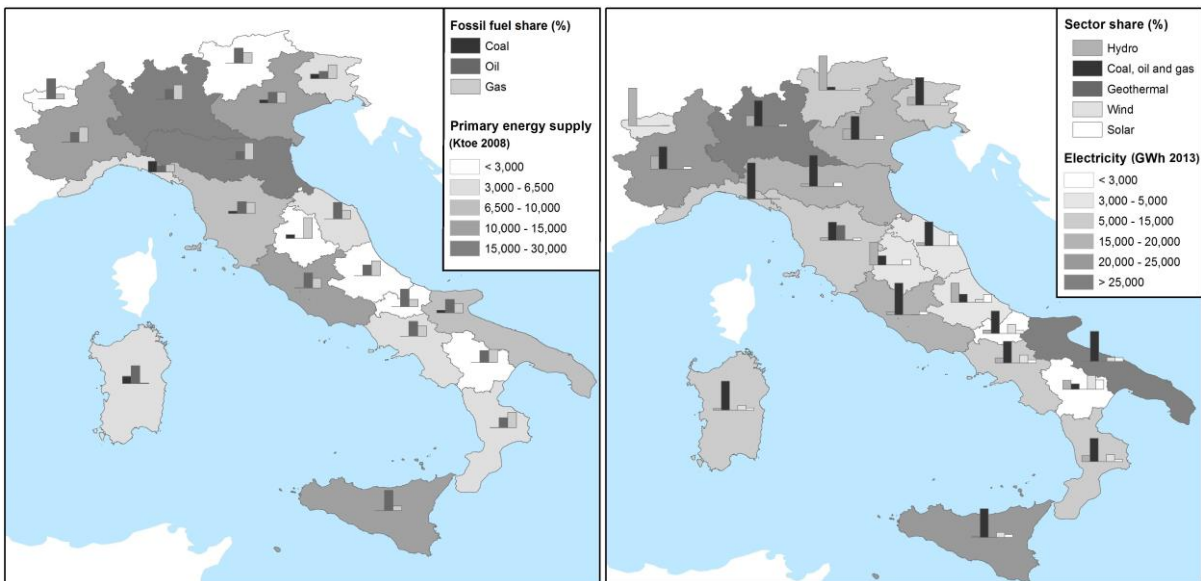 Fossil fuel share (%)
Coal
Oil
Gas
Primary energy supply
(Ktoe 2008)
< 3,000
3,000 - 6,500
6,500 - 10,000
10,000 - 15,000
15,000 - 30,000
Sector share (%)
Hydro
Coal, oil and gas
Geothermal
Wind
Solar
Electricity (GWh 2013)
< 3,000
3,000 - 5,000
5,000 - 15,000
15,000 - 20,000
20,000 - 25,000
> 25,000